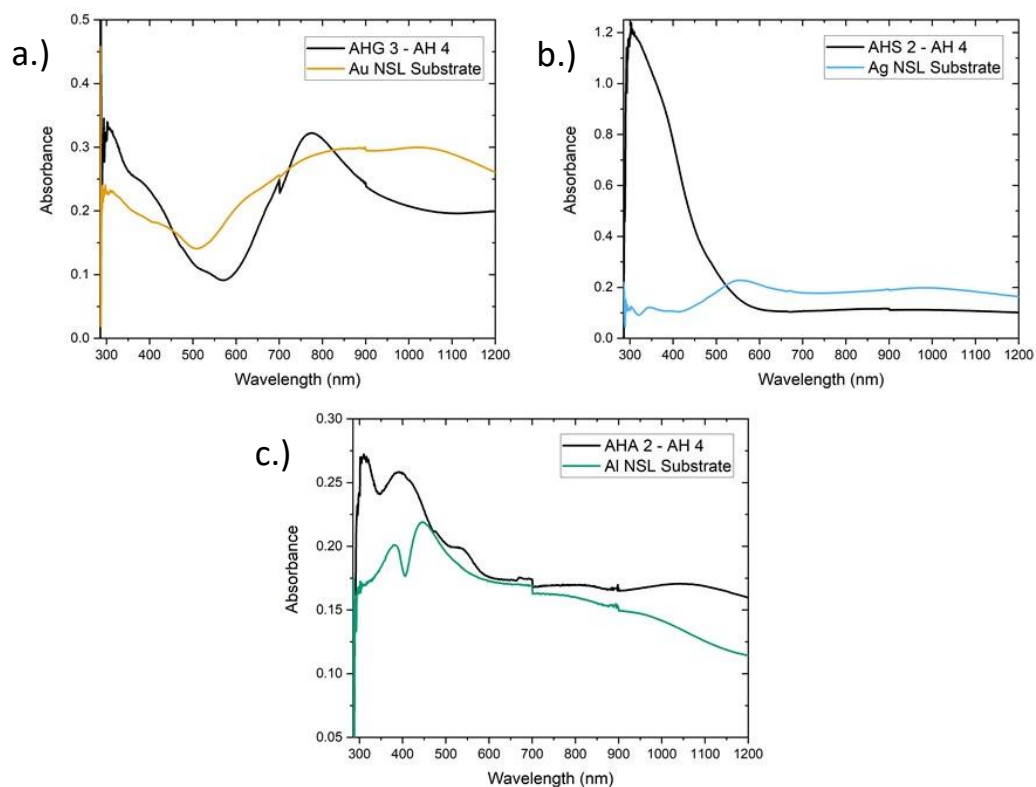 a.)
AHG 3 - AH 4
Au NSL Substrate
0.5
0.4
0.3
0.2
0.1
0.0
Absorbance
300 400 500 600 700 800 900 1000 1100 1200
Wavelength (nm)
b.)
AHS 2 - AH 4
Ag NSL Substrate
1.2
1.0
0.8
0.6
0.4
0.2
0.0
Absorbance
300 400 500 600 700 800 900 1000 1100 1200
Wavelength (nm)
c.)
AHA 2 - AH 4
Al NSL Substrate
0.30
0.25
0.20
0.15
0.10
0.05
Absorbance
300 400 500 600 700 800 900 1000 1100 1200
Wavelength (nm)